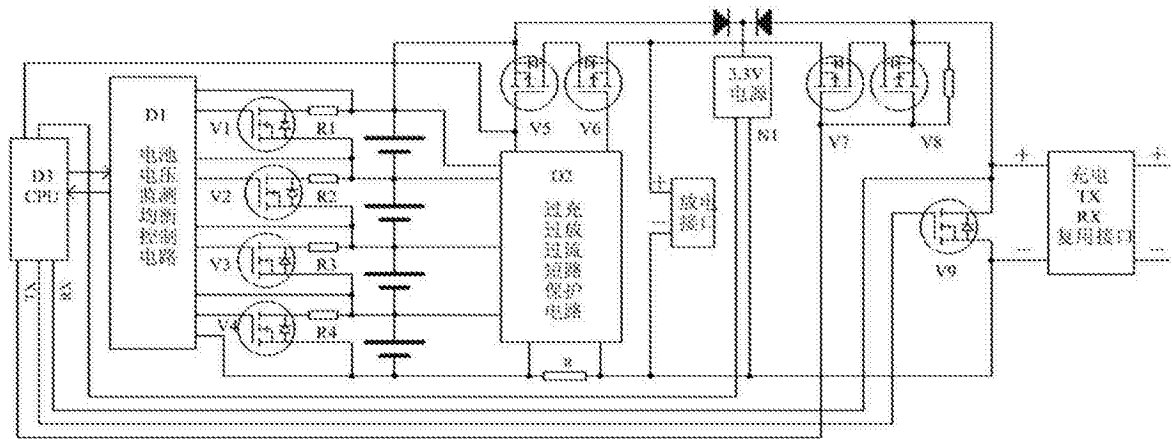 D1
电池
电压
监测
均衡
控制
电路
D3
CPU
TX
RX
V1
R1
V2
R2
V3
R3
V4
R4
V5
V6
D2
过充
过放
过流
短路
保护
电路
R
+
—
放电
接口
3.3V
电源
N1
V7
V8
V9
+
—
充电
TX
RX
复用接口
+
—